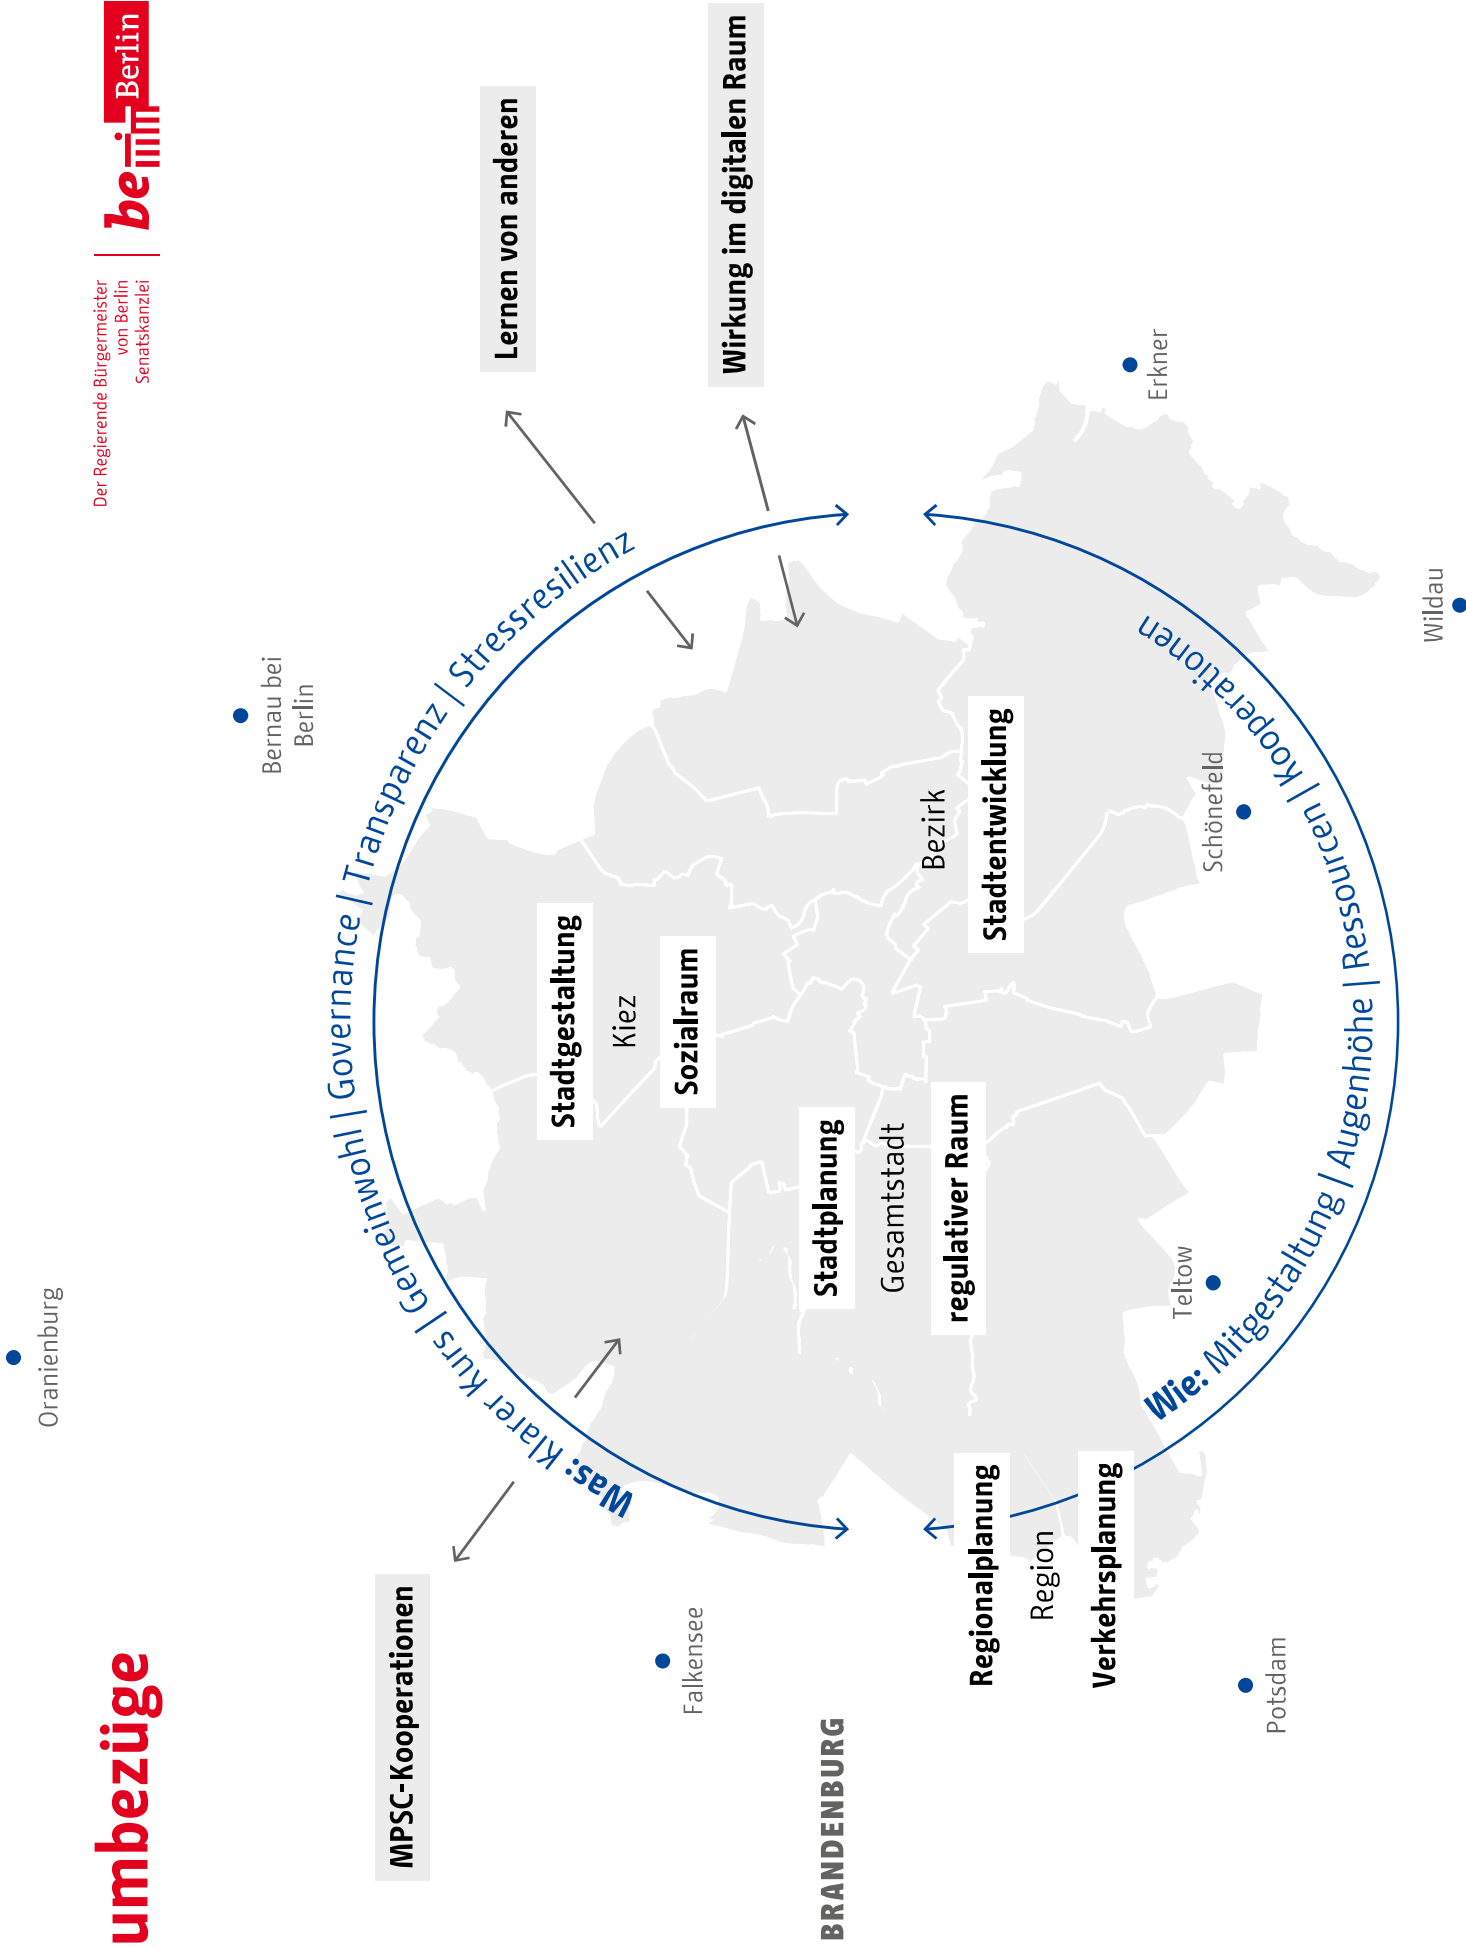 umbezüge
Der Regierende Bürgermeister
von Berlin
Senatskanzlei
be Berlin
Oranienburg
Bernau bei
Berlin
MPSC-Kooperationen
Lernen von anderen
Wirkung im digitalen Raum
Was: Klarer Kurs | Gemeinwohl | Governance | Transparenz | Stressresilienz
Stadtgestaltung
Kiez
Sozialraum
Falkensee
BRANDENBURG
Stadtplanung
Gesamtstadt
regulativer Raum
Bezirk
Stadtentwicklung
Regionalplanung
Region
Verkehrsplanung
Erkner
Teltow
Schönefeld
Potsdam
Wildau
Wie: Mitgestaltung | Augenhöhe | Ressourcen | Kooperationen